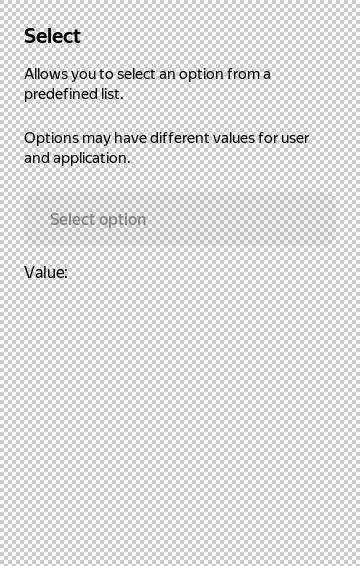 Select
Allows you to select an option from a
predefined list.
Options may have different values for user
and application.
Select option
Value: